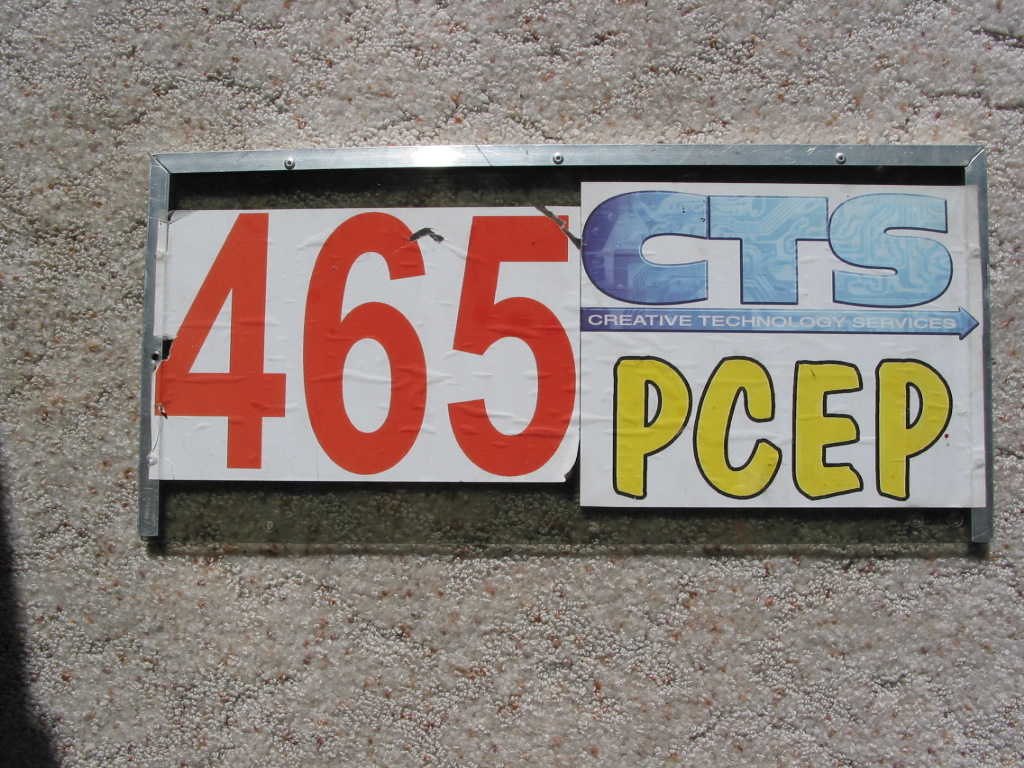 465
CTS
CREATIVE TECHNOLOGY SERVICES
PCEP